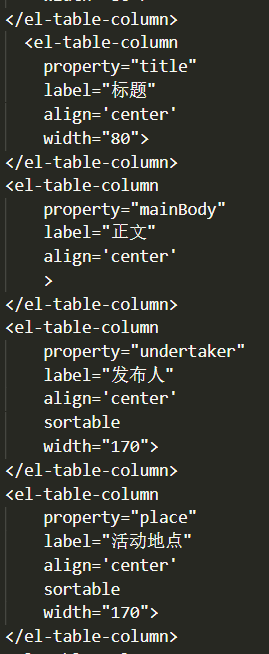 </el-table-column>
<el-table-column
property="title"
label="标题"
align='center'
width="80">
</el-table-column>
<el-table-column
property="mainBody"
label="正文"
align='center'
>
</el-table-column>
<el-table-column
property="undertaker"
label="发布人"
align='center'
sortable
width="170">
</el-table-column>
<el-table-column
property="place"
label="活动地点"
align='center'
sortable
width="170">
</el-table-column>